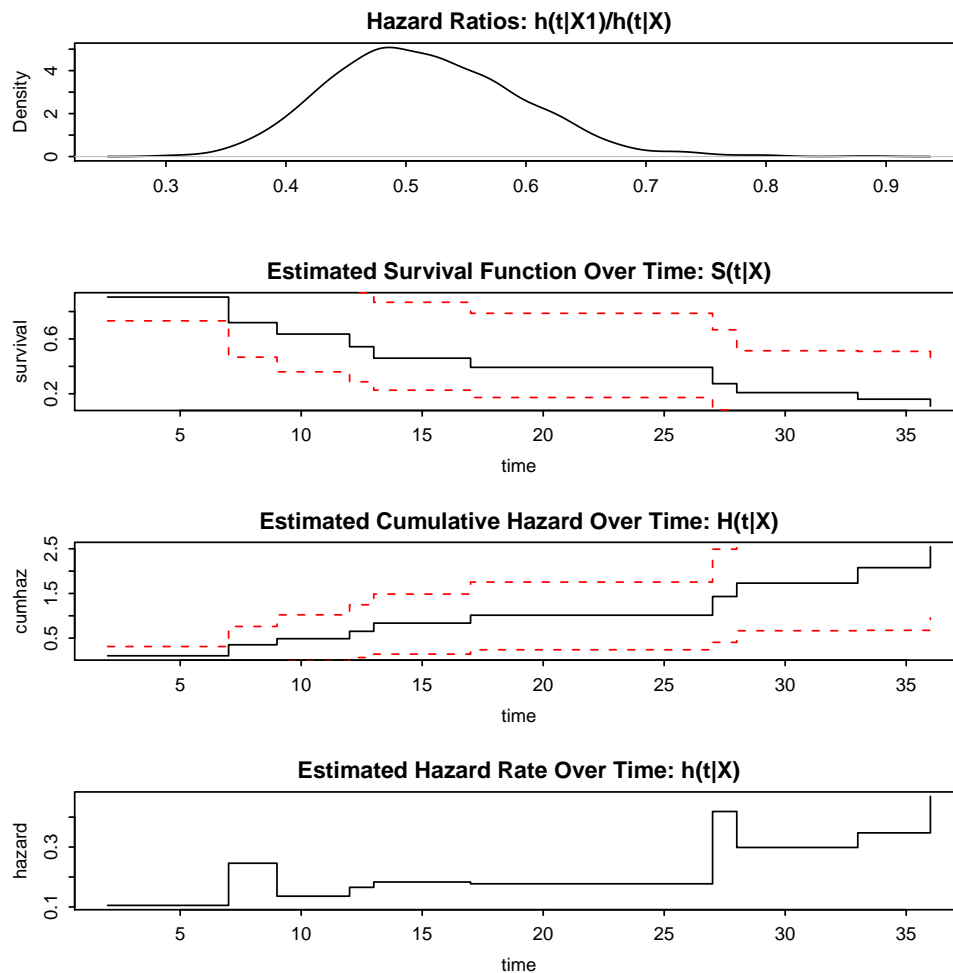 Hazard Ratios: h(t|X1)/h(t|X)
Density
0 2 4
0.3 0.4 0.5 0.6 0.7 0.8 0.9
Estimated Survival Function Over Time: S(t|X)
survival
0.2 0.6
5 10 15 20 25 30 35
time
Estimated Cumulative Hazard Over Time: H(t|X)
cumhaz
0.5 1.5 2.5
5 10 15 20 25 30 35
time
Estimated Hazard Rate Over Time: h(t|X)
hazard
0.1 0.3
5 10 15 20 25 30 35
time